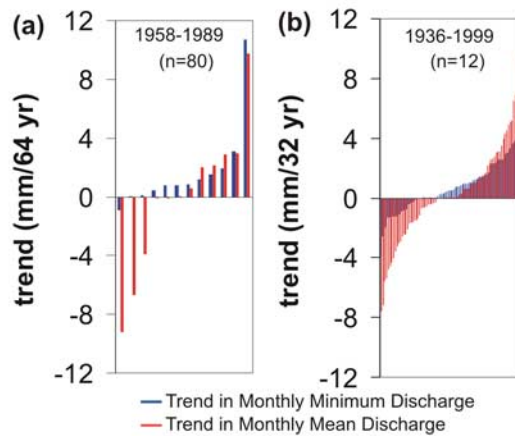 (a)
1958-1989
(n=80)
trend (mm/64 yr)
12
8
4
0
-4
-8
-12
(b)
1936-1999
(n=12)
trend (mm/32 yr)
12
8
4
0
-4
-8
-12
Trend in Monthly Minimum Discharge
Trend in Monthly Mean Discharge